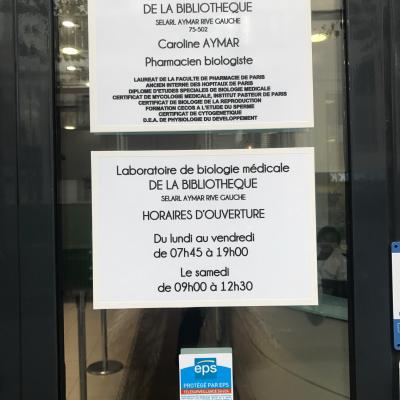 DE LA BIBLIOTHEQUE
SELARL AYMAR RIVE GAUCHE
75-502
Caroline AYMAR
Pharmacien biologiste
LAUREAT DE LA FACULTE DE PHARMACIE DE PARIS
ANCIEN INTERNE DES HOPITAUX DE PARIS
DIPLOME D'ETUDES SPECIALES DE BIOLOGIE MEDICALE
CERTIFICAT DE MYCOLOGIE MEDICALE, INSTITUT PASTEUR DE PARIS
CERTIFICAT DE BIOLOGIE DE LA REPRODUCTION
FORMATION CECOS A L'ETUDE DU SPERME
CERTIFICAT DE CYTOGENETIQUE
D.E.A. DE PHYSIOLOGIE DU DEVELOPPEMENT
Laboratoire de biologie médicale
DE LA BIBLIOTHEQUE
SELARL AYMAR RIVE GAUCHE
HORAIRES D'OUVERTURE
Du lundi au vendredi
de 07h45 à 19h00
Le samedi
de 09h00 à 12h30
eps
PROTÉGÉ PAR EPS
TÉLÉSURVEILLANCE 24H/24